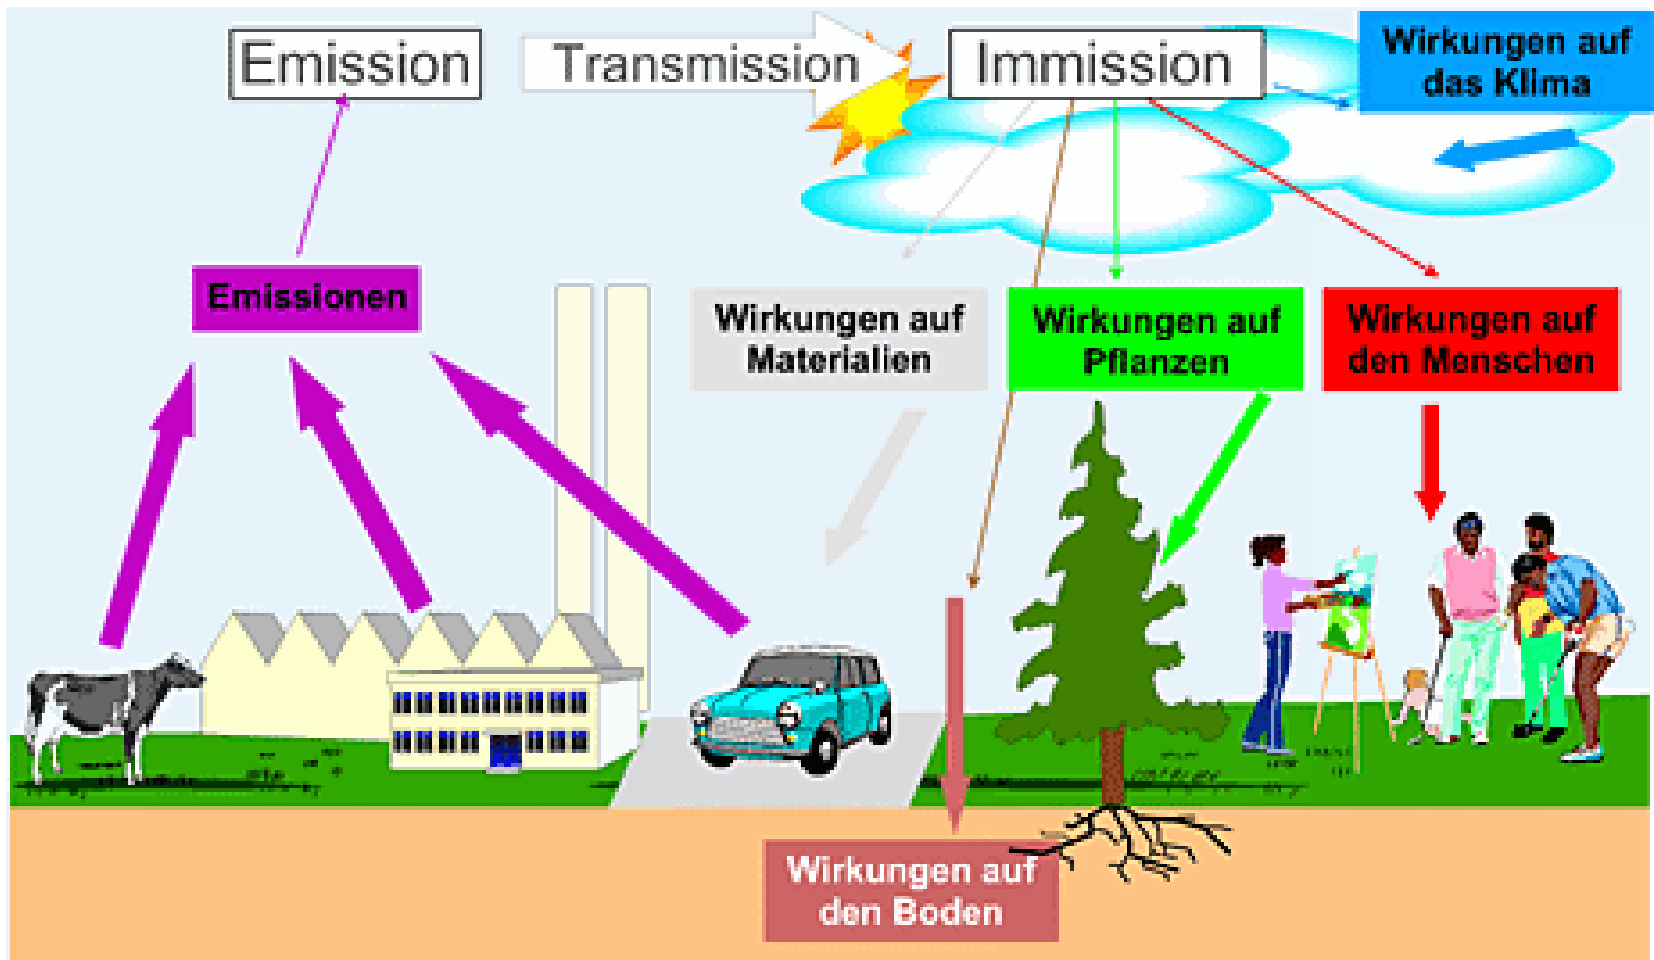 Emission
Transmission
Immission
Wirkungen auf
das Klima
Emissionen
Wirkungen auf
Materialien
Wirkungen auf
Pflanzen
Wirkungen auf
den Menschen
Wirkungen auf
den Boden